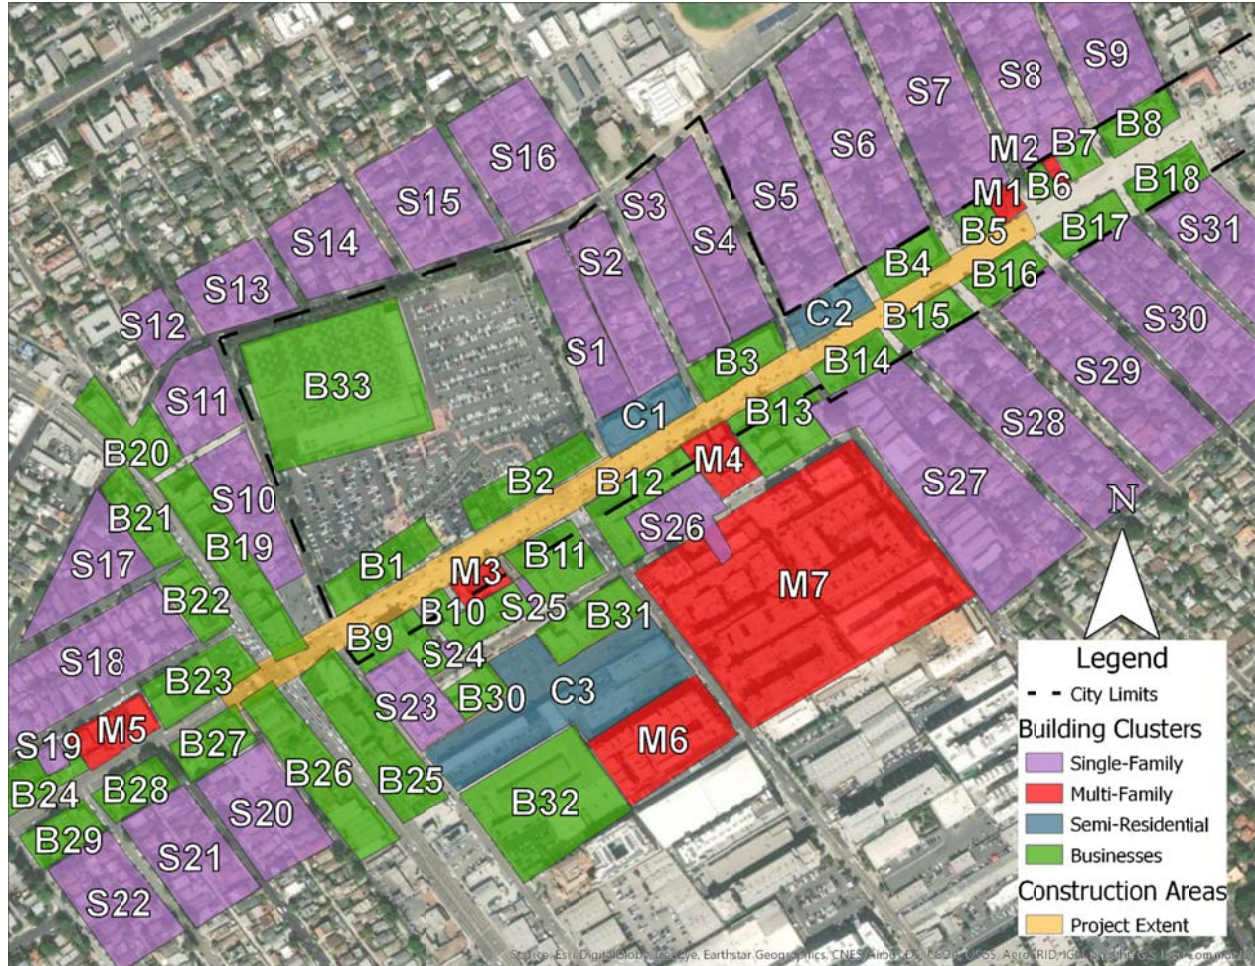 S16
S15
S14
S13
S12
S11
S10
S3
S2
S1
S4
S5
S6
S7
S8
S9
M2
M1
B7
B8
B6
B5
B18
B17
B16
B4
B15
C2
B14
B3
B13
C1
M4
B2
B12
S26
B33
B1
M3
B11
B10
S25
B9
S24
B31
B30
C3
S23
M6
M7
B32
B25
B26
B20
B21
B19
S17
B22
S18
B23
M5
S19
B24
B27
B28
B29
S20
S21
S22
S27
S28
S29
S30
S31
N
Legend
City Limits
Building Clusters
Single-Family
Multi-Family
Semi-Residential
Businesses
Construction Areas
Project Extent
Earthstar Geographics,